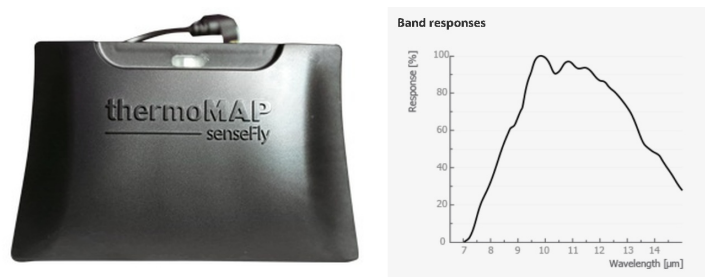 thermoMAP
senseFly
Band responses
Response [%]
100
80
60
40
20
0
7 8 9 10 11 12 13 14
Wavelength [µm]